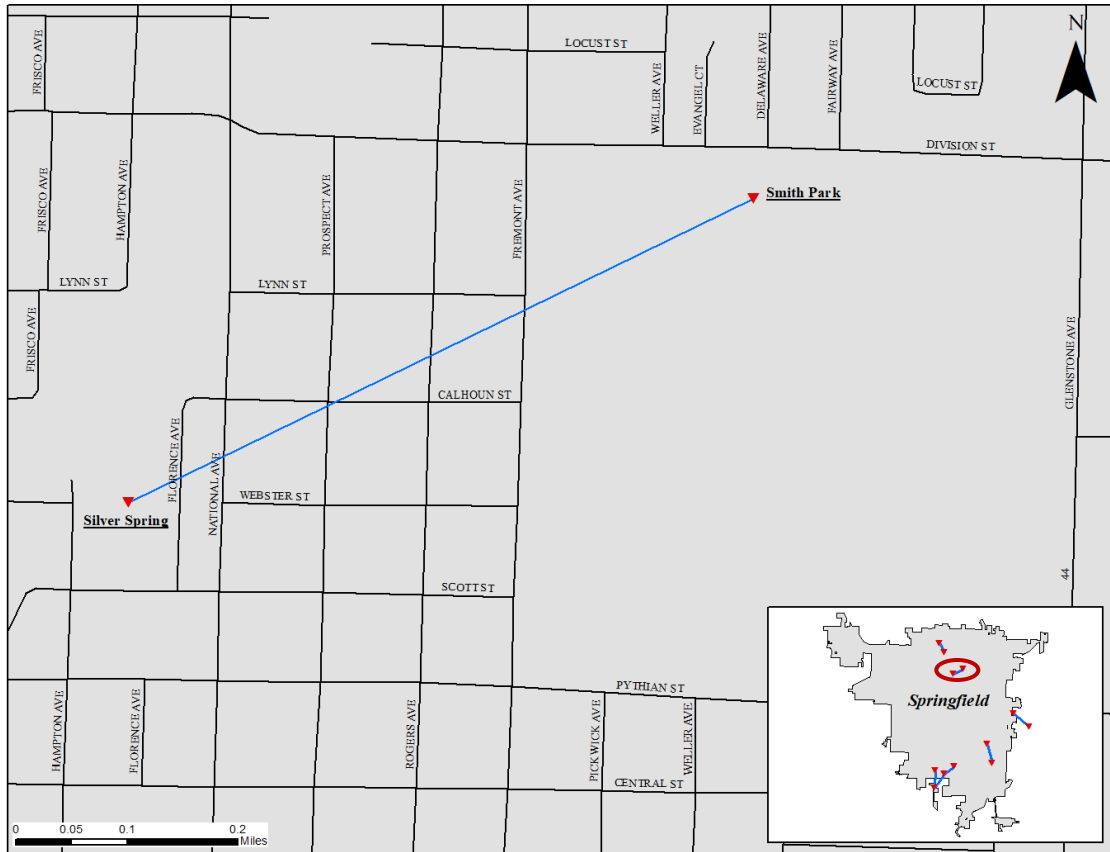 N
LOCUST ST
FRISCO AVE
WELLER AVE
EVANGEL CT
DELAWARE AVE
FAIRWAY AVE
LOCUST ST
DIVISION ST
FRISCO AVE
HAMPTON AVE
PROSPECT AVE
FREMONT AVE
Smith Park
LYNN ST
LYNN ST
FRISCO AVE
GLENSTONE AVE
CALHOUN ST
FLORENCE AVE
NATIONAL AVE
WEBSTER ST
Silver Spring
SCOTT ST
44
PYTHIAN ST
HAMPTON AVE
FLORENCE AVE
ROGERS AVE
PICKWICK AVE
WELLER AVE
CENTRAL ST
Springfield
0 0.05 0.1 0.2
Miles